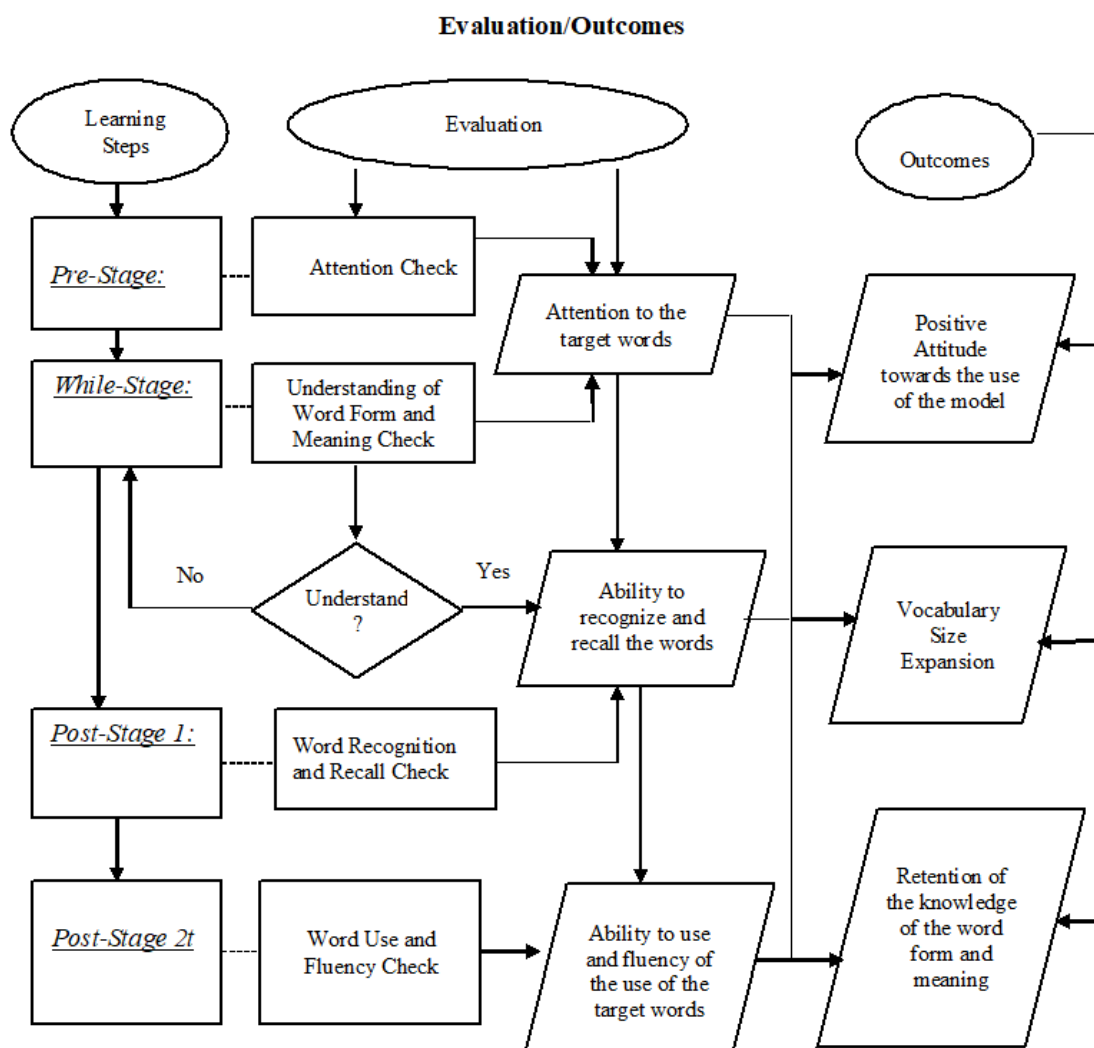 Evaluation/Outcomes
Learning
Steps
Evaluation
Outcomes
Pre-Stage:
Attention Check
Attention to the
target words
Positive
Attitude
towards the use
of the model
While-Stage:
Understanding of
Word Form and
Meaning Check
No
Understand
?
Yes
Ability to
recognize and
recall the words
Vocabulary
Size
Expansion
Post-Stage 1:
Word Recognition
and Recall Check
Post-Stage 2t
Word Use and
Fluency Check
Ability to use
and fluency of
the use of the
target words
Retention of
the knowledge
of the word
form and
meaning